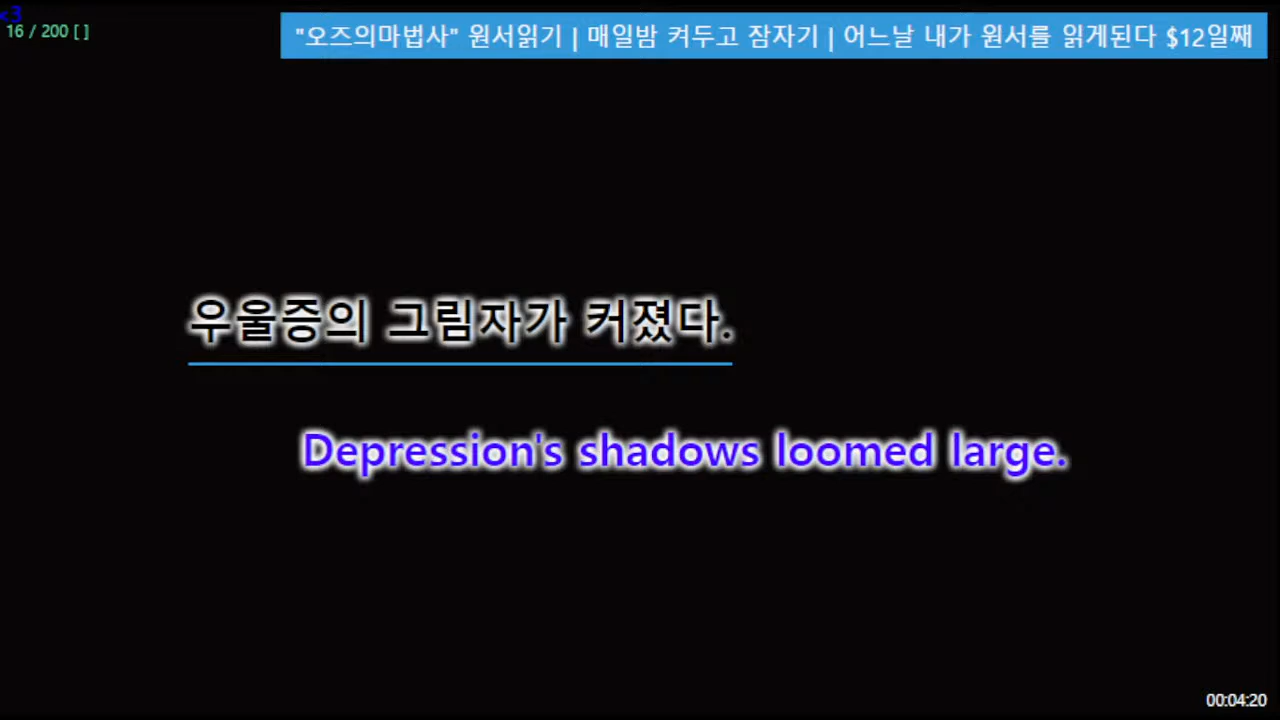 <3
16 / 200 [ ]
"오즈의마법사" 원서읽기 | 매일밤 켜두고 잠자기 | 어느날 내가 원서를 읽게된다 $12일째
우울증의 그림자가 커졌다.
Depression's shadows loomed large.
00:04:20